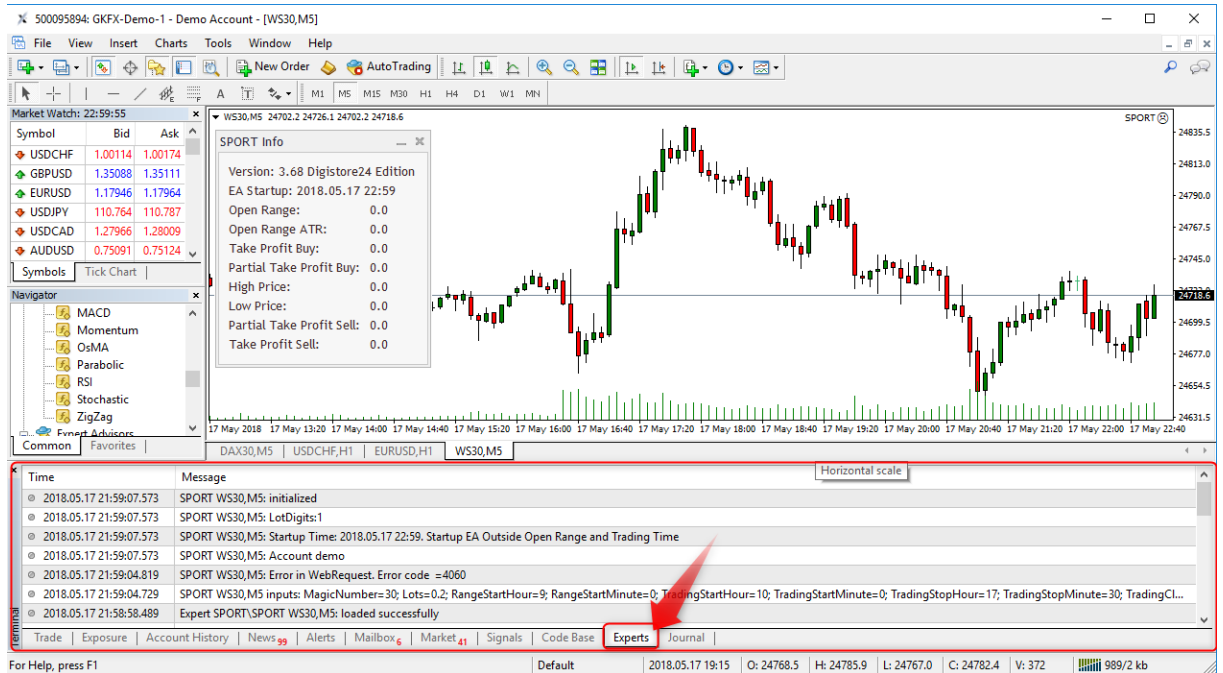 500095894: GKFX-Demo-1 - Demo Account - [WS30,M5]
File View Insert Charts Tools Window Help
New Order AutoTrading
A T M1 M5 M15 M30 H1 H4 D1 W1 MN
Market Watch: 22:59:55
Symbol Bid Ask
USDCHF 1.00114 1.00174
GBPUSD 1.35088 1.35111
EURUSD 1.17946 1.17964
USDJPY 110.764 110.787
USDCAD 1.27966 1.28009
AUDUSD 0.75091 0.75124
Symbols Tick Chart
Navigator
MACD
Momentum
OsMA
Parabolic
RSI
Stochastic
ZigZag
Expert Advisors
Common Favorites
WS30,M5 24702.2 24726.1 24702.2 24718.6
SPORT
SPORT Info
Version: 3.68 Digistore24 Edition
EA Startup: 2018.05.17 22:59
Open Range: 0.0
Open Range ATR: 0.0
Take Profit Buy: 0.0
Partial Take Profit Buy: 0.0
High Price: 0.0
Low Price: 0.0
Partial Take Profit Sell: 0.0
Take Profit Sell: 0.0
24835.5
24813.0
24790.0
24767.5
24745.0
24718.6
24699.5
24677.0
24654.5
24631.5
17 May 2018 17 May 13:20 17 May 14:00 17 May 14:40 17 May 15:20 17 May 16:00 17 May 16:40 17 May 17:20 17 May 18:00 17 May 18:40 17 May 19:20 17 May 20:00 17 May 20:40 17 May 21:20 17 May 22:00 17 May 22:40
DAX30,M5 USDCHF,H1 EURUSD,H1 WS30,M5
Horizontal scale
Time Message
2018.05.17 21:59:07.573 SPORT WS30,M5: initialized
2018.05.17 21:59:07.573 SPORT WS30,M5: LotDigits:1
2018.05.17 21:59:07.573 SPORT WS30,M5: Startup Time: 2018.05.17 22:59. Startup EA Outside Open Range and Trading Time
2018.05.17 21:59:07.573 SPORT WS30,M5: Account demo
2018.05.17 21:59:04.819 SPORT WS30,M5: Error in WebRequest. Error code =4060
2018.05.17 21:59:04.729 SPORT WS30,M5 inputs: MagicNumber=30; Lots=0.2; RangeStartHour=9; RangeStartMinute=0; TradingStartHour=10; TradingStartMinute=0; TradingStopHour=17; TradingStopMinute=30; TradingCl...
2018.05.17 21:58:58.489 Expert SPORT\SPORT WS30,M5: loaded successfully
Terminal
Trade Exposure Account History News 99 Alerts Mailbox 6 Market 41 Signals Code Base Experts Journal
For Help, press F1 Default 2018.05.17 19:15 O: 24768.5 H: 24785.9 L: 24767.0 C: 24782.4 V: 372 989/2 kb